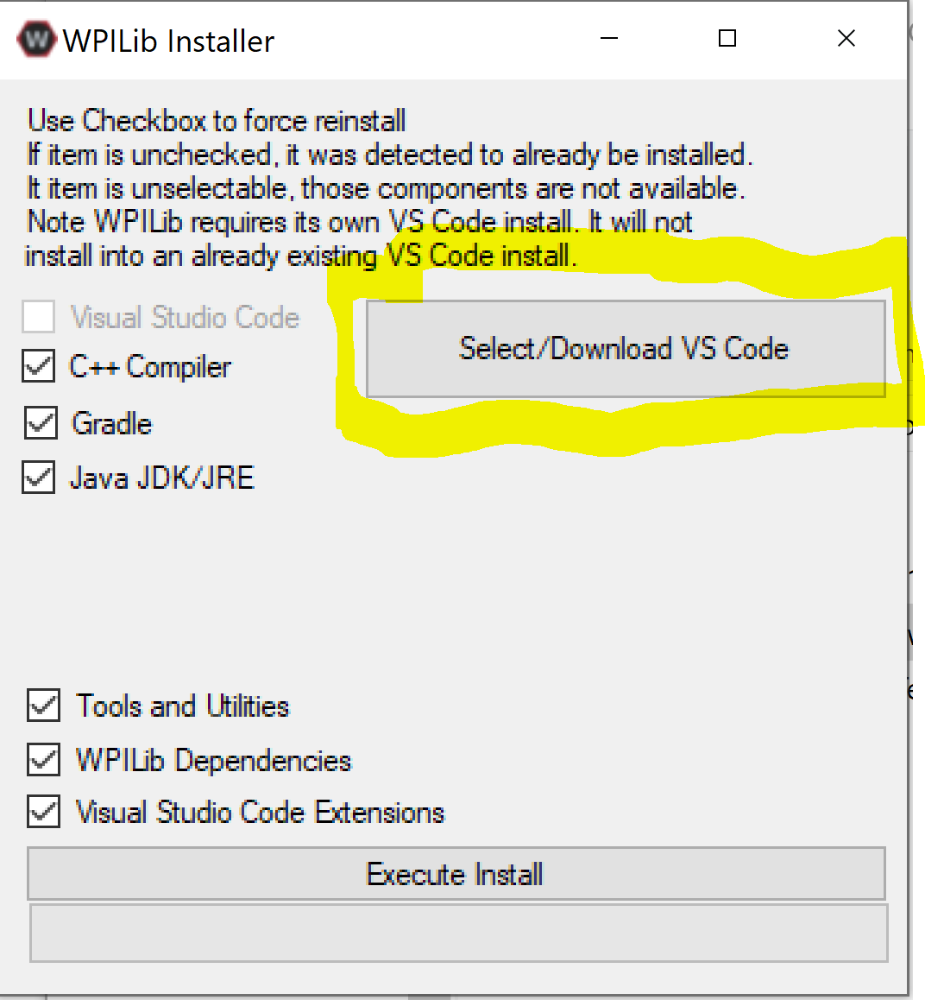 WPILib Installer
Use Checkbox to force reinstall
If item is unchecked, it was detected to already be installed.
It item is unselectable, those components are not available.
Note WPILib requires its own VS Code install. It will not
install into an already existing VS Code install.
Visual Studio Code
Select/Download VS Code
C++ Compiler
Gradle
Java JDK/JRE
Tools and Utilities
WPILib Dependencies
Visual Studio Code Extensions
Execute Install